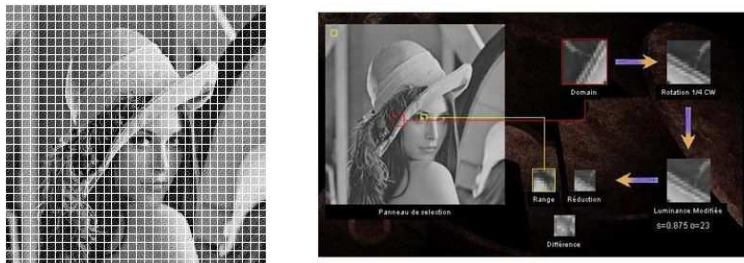 Domain
Rotation 1/4 CW
Range
Réduction
Luminance Modifiée
s=0.875 o=23
Panneau de selection
Différence